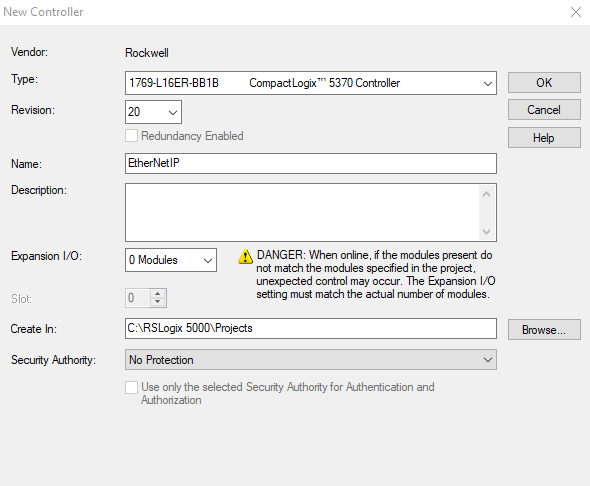 New Controller
Vendor: Rockwell
Type: 1769-L16ER-BB1B CompactLogix™ 5370 Controller OK
Revision: 20 Cancel
Redundancy Enabled Help
Name: EtherNetIP
Description:
Expansion I/O: 0 Modules
DANGER: When online, if the modules present do
not match the modules specified in the project,
unexpected control may occur. The Expansion I/O
setting must match the actual number of modules.
Slot: 0
Create In: C:\RSLogix 5000\Projects Browse...
Security Authority: No Protection
Use only the selected Security Authority for Authentication and
Authorization